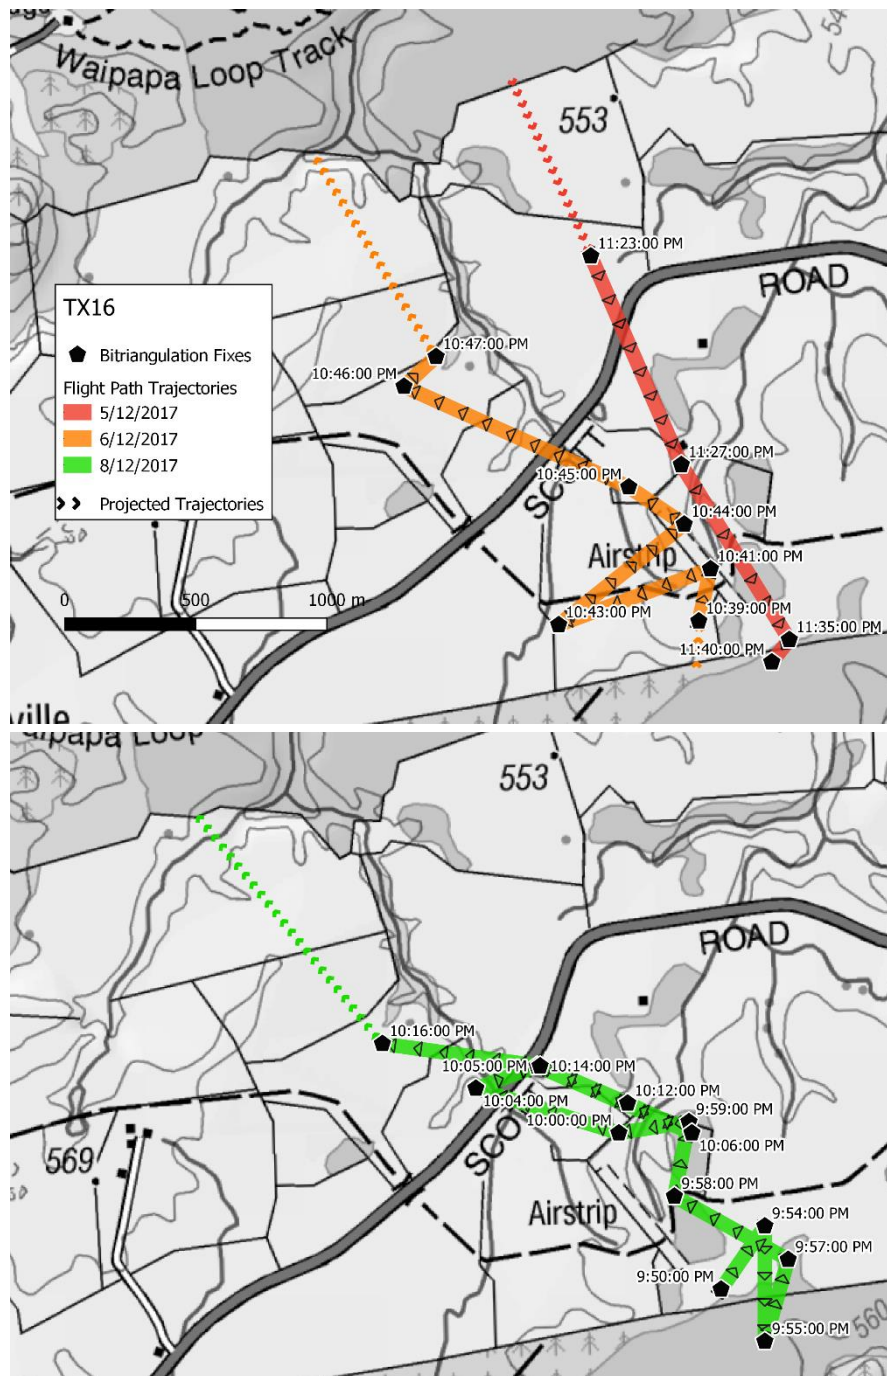 Waipapa Loop Track
553
54
11:23:00 PM
ROAD
TX16
Bitriangulation Fixes
Flight Path Trajectories
5/12/2017
6/12/2017
8/12/2017
Projected Trajectories
10:47:00 PM
10:46:00 PM
SCOTT
11:27:00 PM
10:45:00 PM
10:44:00 PM
Airstrip
10:41:00 PM
0 500 1000 m
10:43:00 PM
10:39:00 PM
11:35:00 PM
11:40:00 PM
ville
Waipapa Loop
553
ROAD
10:16:00 PM
10:05:00 PM
10:14:00 PM
10:04:00 PM
10:12:00 PM
10:00:00 PM
9:59:00 PM
10:06:00 PM
SCOTT
569
9:58:00 PM
Airstrip
9:54:00 PM
9:57:00 PM
9:50:00 PM
9:55:00 PM
560